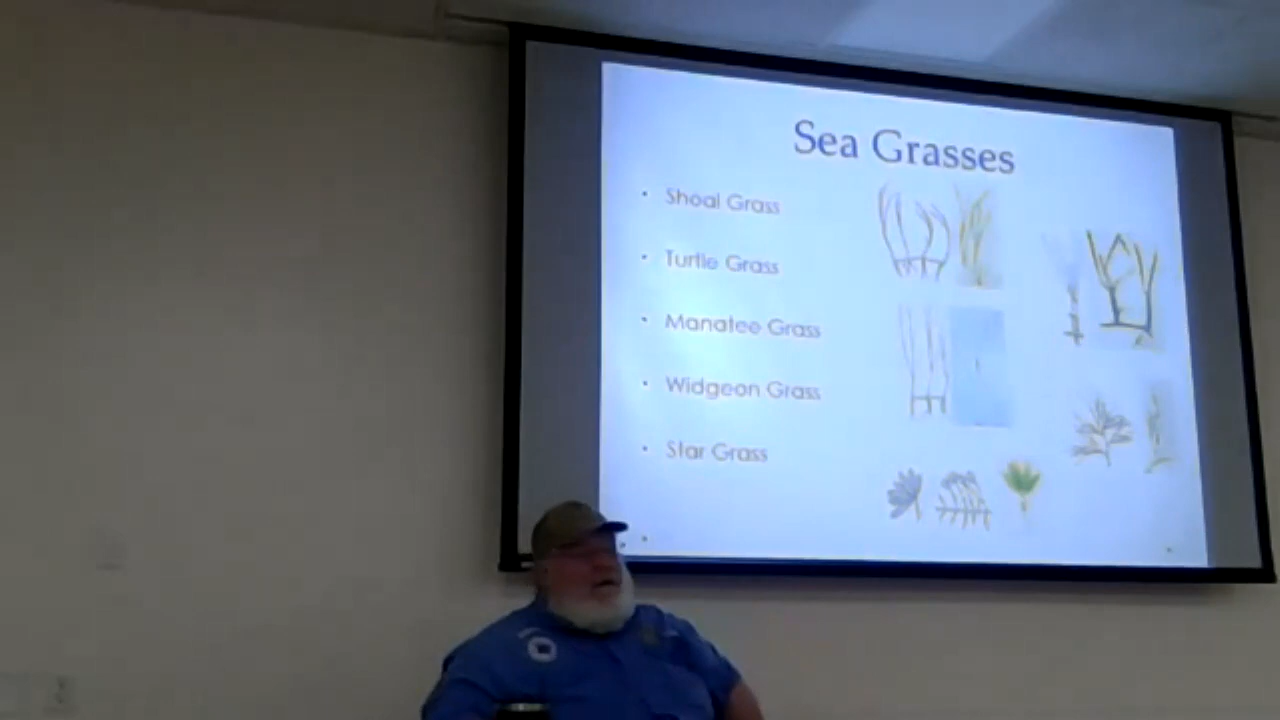 Sea Grasses
• Shoal Grass
• Turtle Grass
• Manatee Grass
• Widgeon Grass
• Star Grass